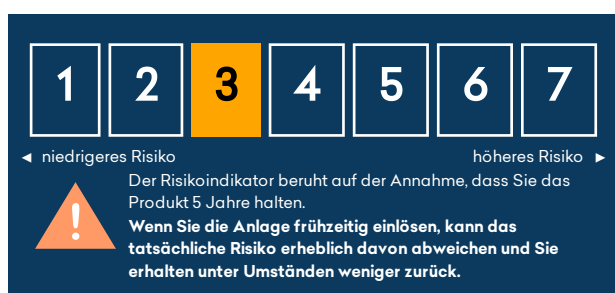 1 2 3 4 5 6 7
◄ niedrigeres Risiko höheres Risiko ►
Der Risikoindikator beruht auf der Annahme, dass Sie das
Produkt 5 Jahre halten.
Wenn Sie die Anlage frühzeitig einlösen, kann das
tatsächliche Risiko erheblich davon abweichen und Sie
erhalten unter Umständen weniger zurück.
!